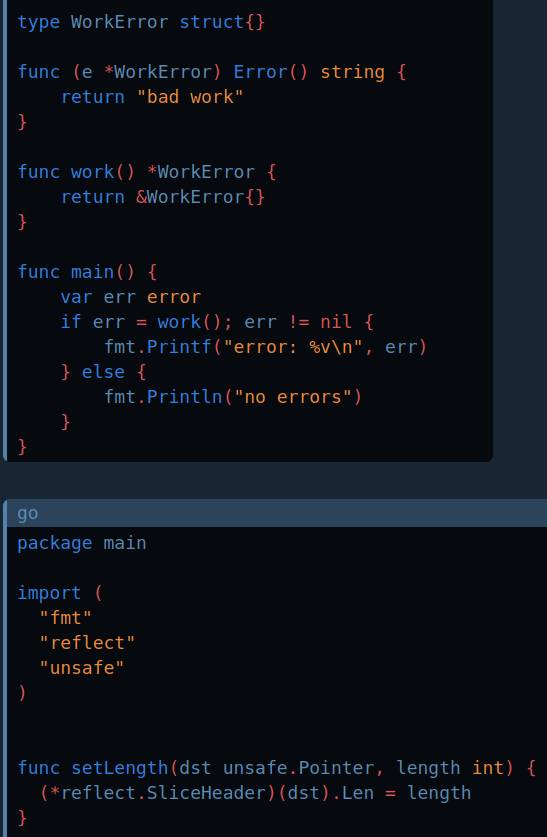 type WorkError struct{}
func (e *WorkError) Error() string {
    return "bad work"
}
func work() *WorkError {
    return &WorkError{}
}
func main() {
    var err error
    if err = work(); err != nil {
        fmt.Printf("error: %v\n", err)
    } else {
        fmt.Println("no errors")
    }
}
go
package main
import (
  "fmt"
  "reflect"
  "unsafe"
)
func setLength(dst unsafe.Pointer, length int) {
  (*reflect.SliceHeader)(dst).Len = length
}